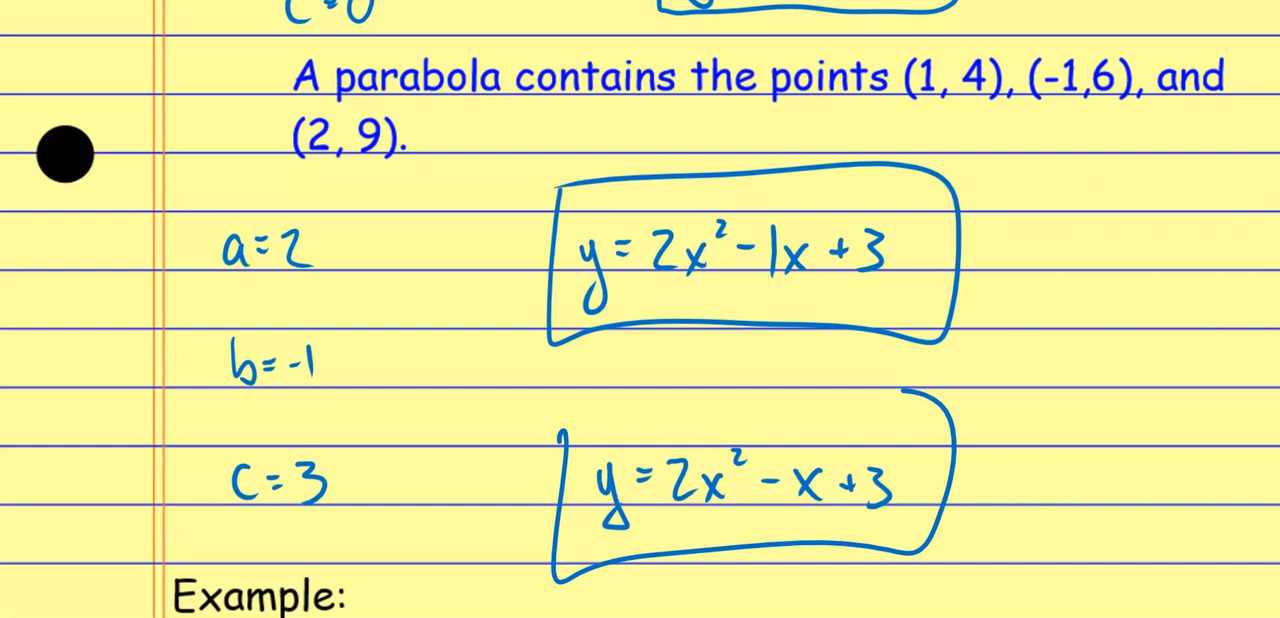 c=0
A parabola contains the points (1, 4), (-1,6), and
(2, 9).
a=2
y=2x²-1x+3
b=-1
c=3
y=2x²-x+3
Example: